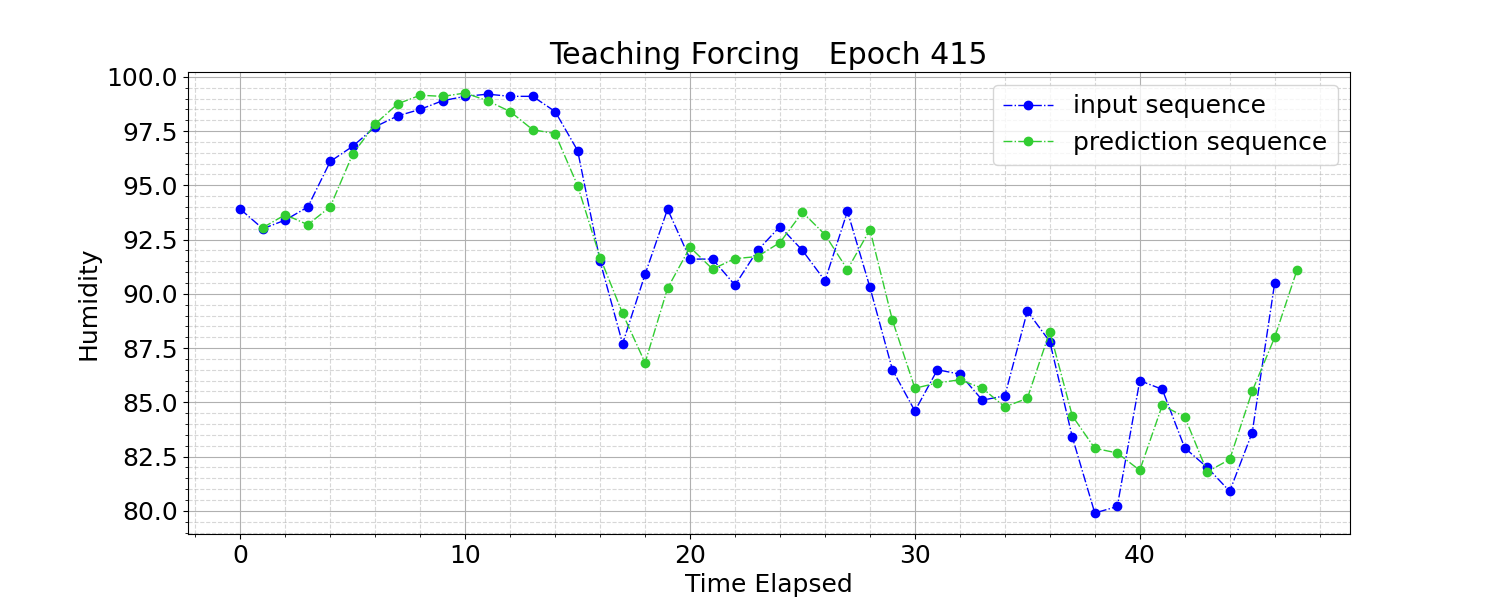 Teaching Forcing   Epoch 415
100.0
97.5
95.0
92.5
90.0
87.5
85.0
82.5
80.0
Humidity
input sequence
prediction sequence
0 10 20 30 40
Time Elapsed